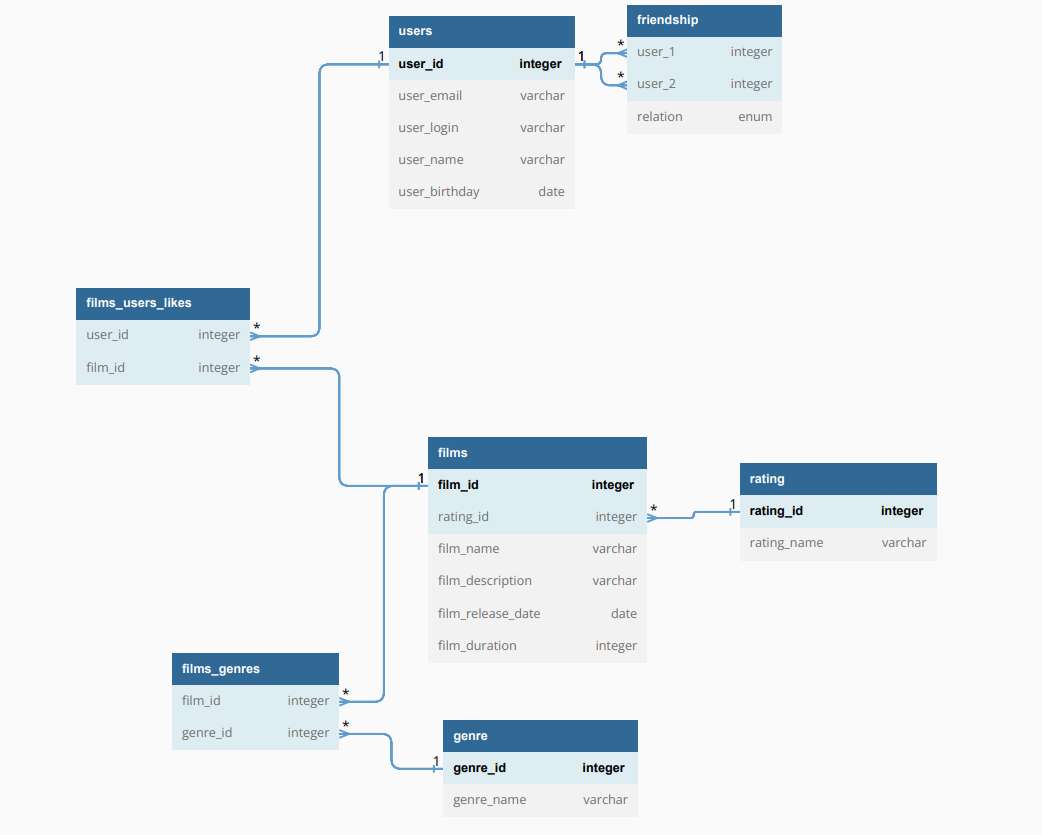 users
user_id integer
user_email varchar
user_login varchar
user_name varchar
user_birthday date
friendship
user_1 integer
user_2 integer
relation enum
1
1
*
*
films_users_likes
user_id integer
film_id integer
*
*
films
film_id integer
rating_id integer
film_name varchar
film_description varchar
film_release_date date
film_duration integer
1
*
rating
rating_id integer
rating_name varchar
1
films_genres
film_id integer
genre_id integer
*
*
genre
genre_id integer
genre_name varchar
1